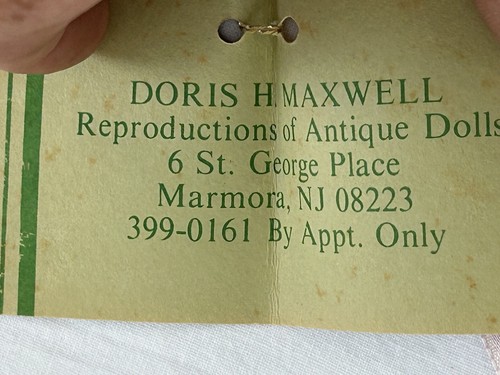 DORIS H. MAXWELL
Reproductions of Antique Dolls
6 St. George Place
Marmora, NJ 08223
399-0161 By Appt. Only